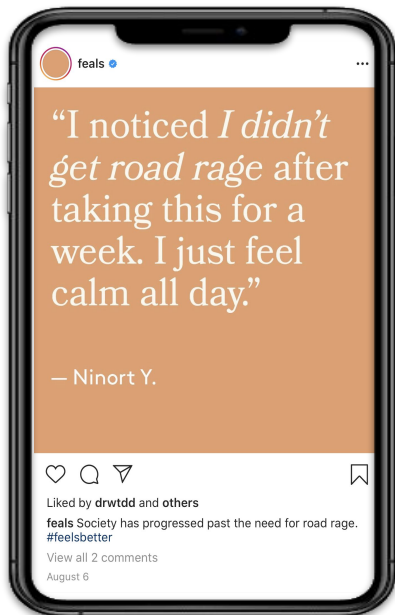 feals
“I noticed I didn’t
get road rage after
taking this for a
week. I just feel
calm all day.”
— Ninort Y.
Liked by drwtdd and others
feals Society has progressed past the need for road rage.
#feelsbetter
View all 2 comments
August 6